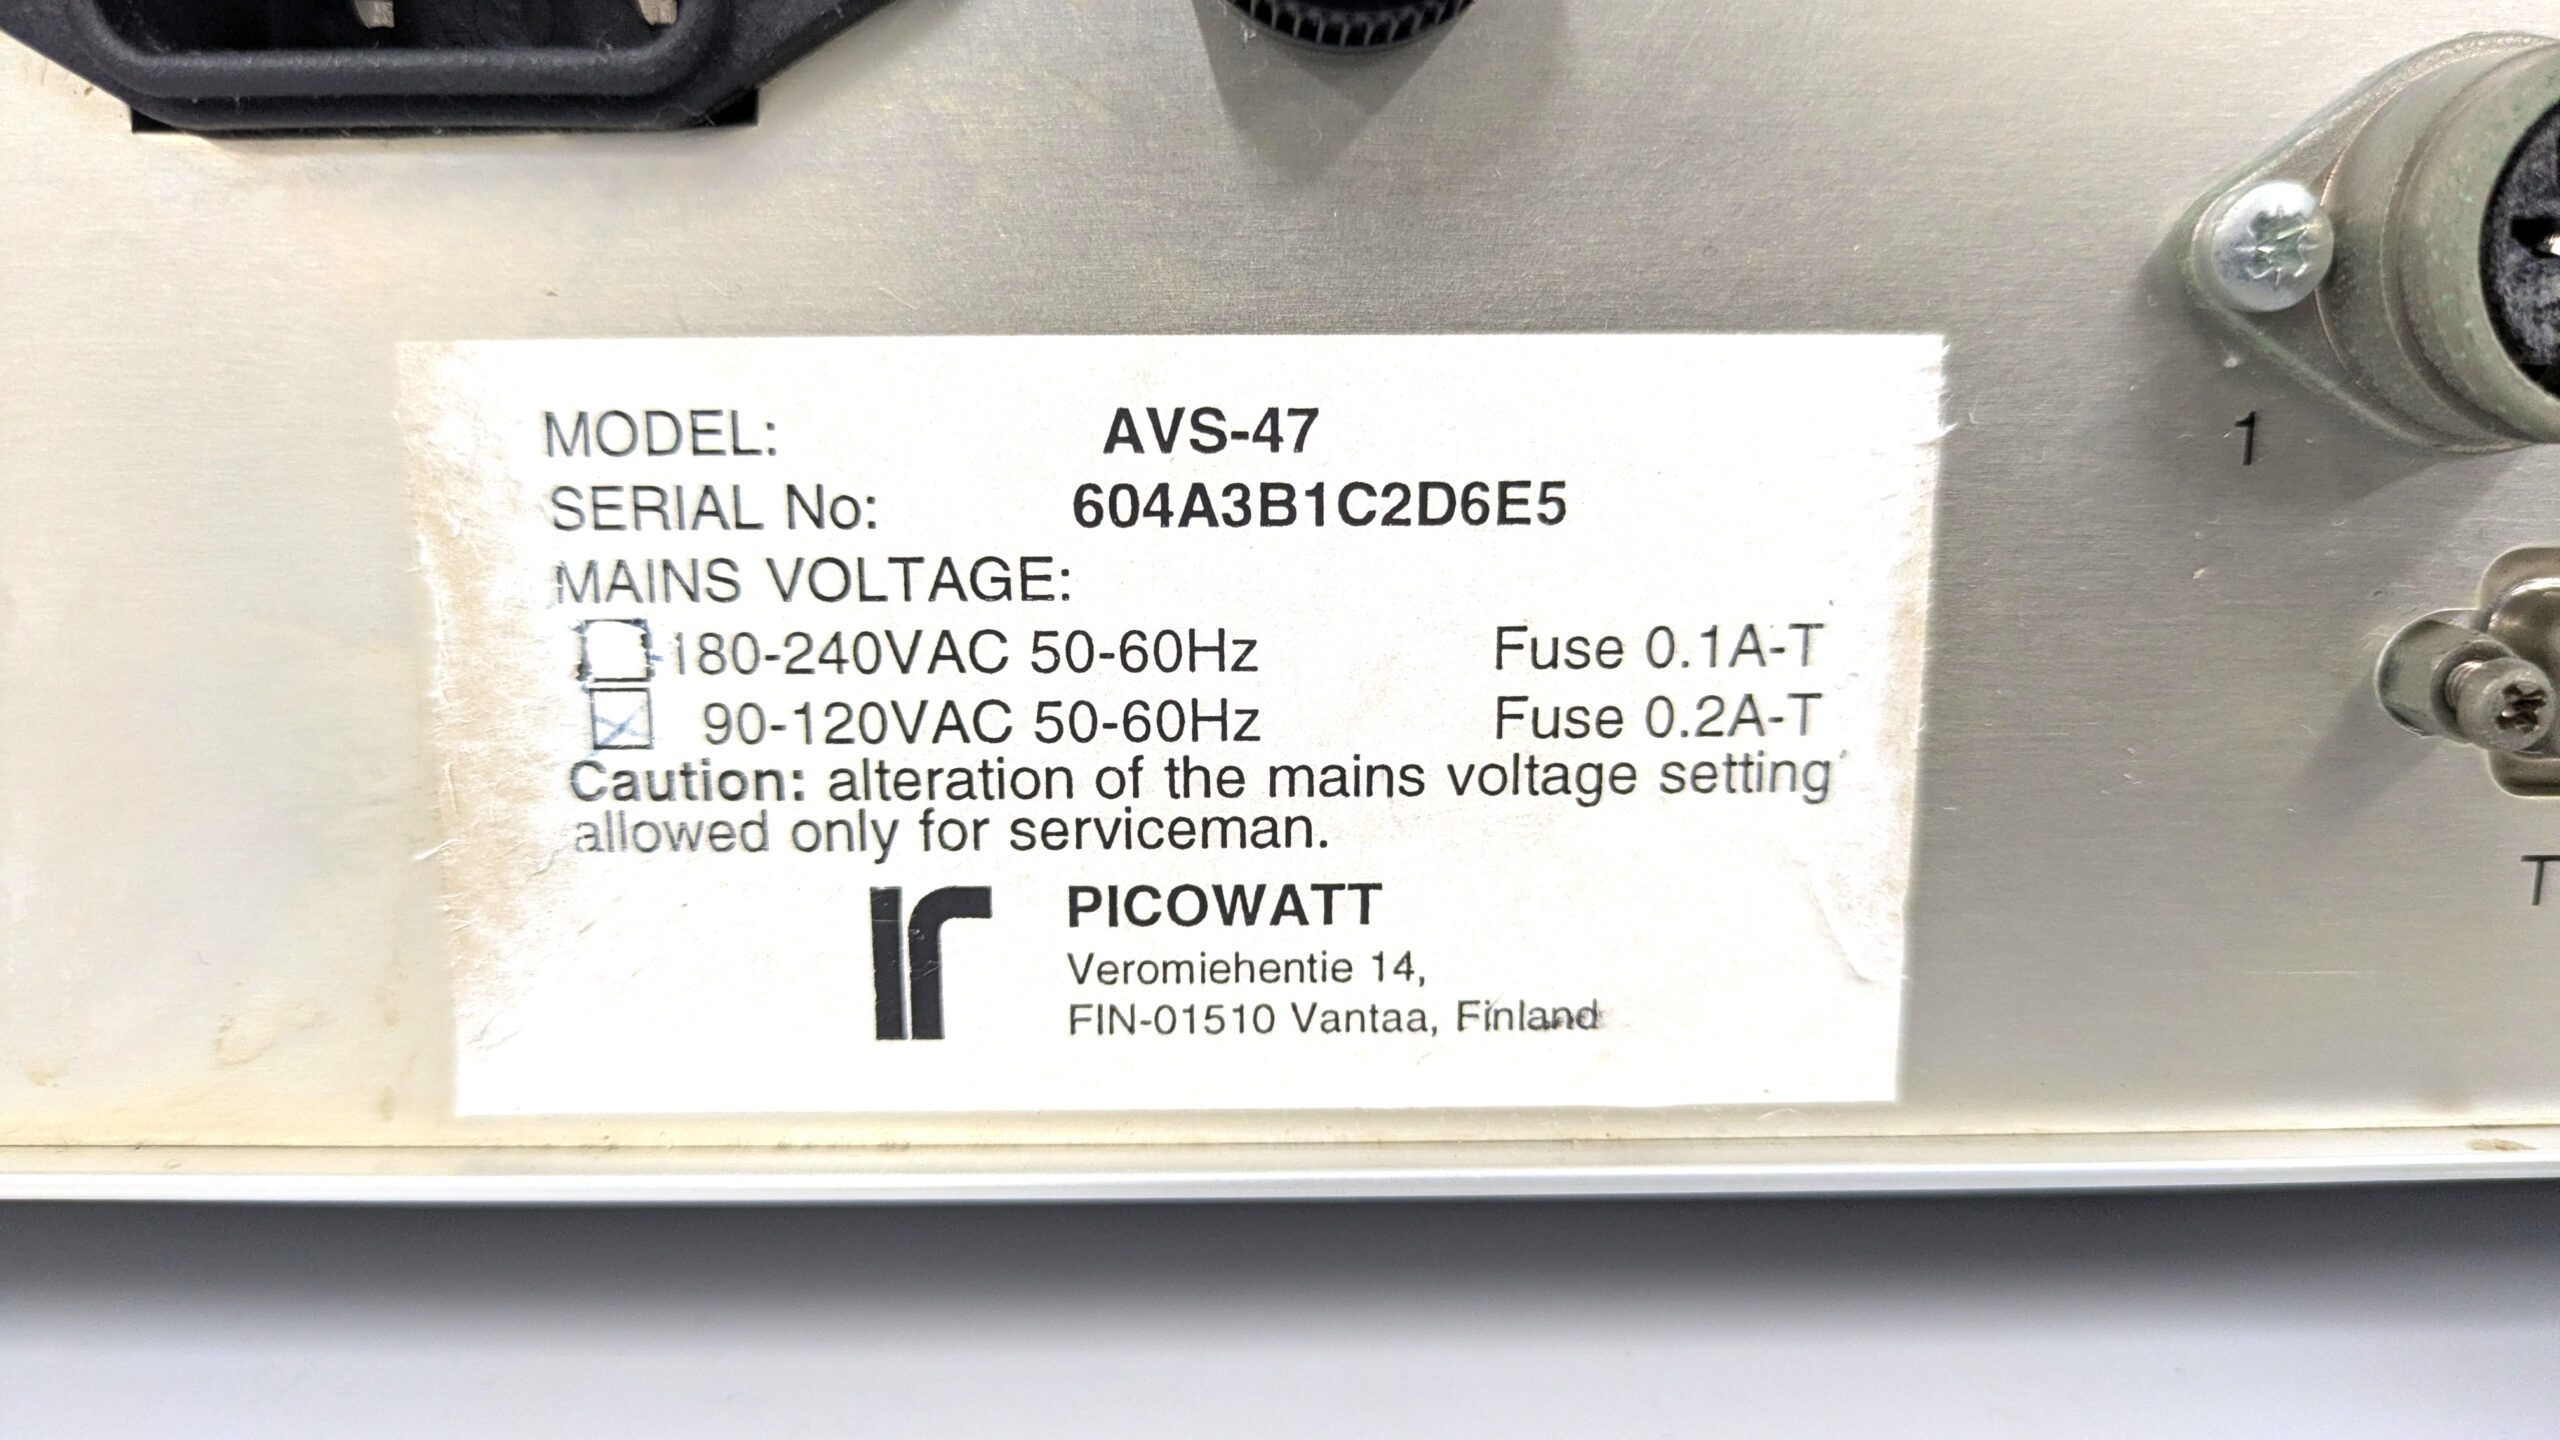 MODEL: AVS-47
SERIAL No: 604A3B1C2D6E5
MAINS VOLTAGE:
180-240VAC 50-60Hz Fuse 0.1A-T
90-120VAC 50-60Hz Fuse 0.2A-T
Caution: alteration of the mains voltage setting
allowed only for serviceman.
PICOWATT
Veromiehentie 14,
FIN-01510 Vantaa, Finland
1
T